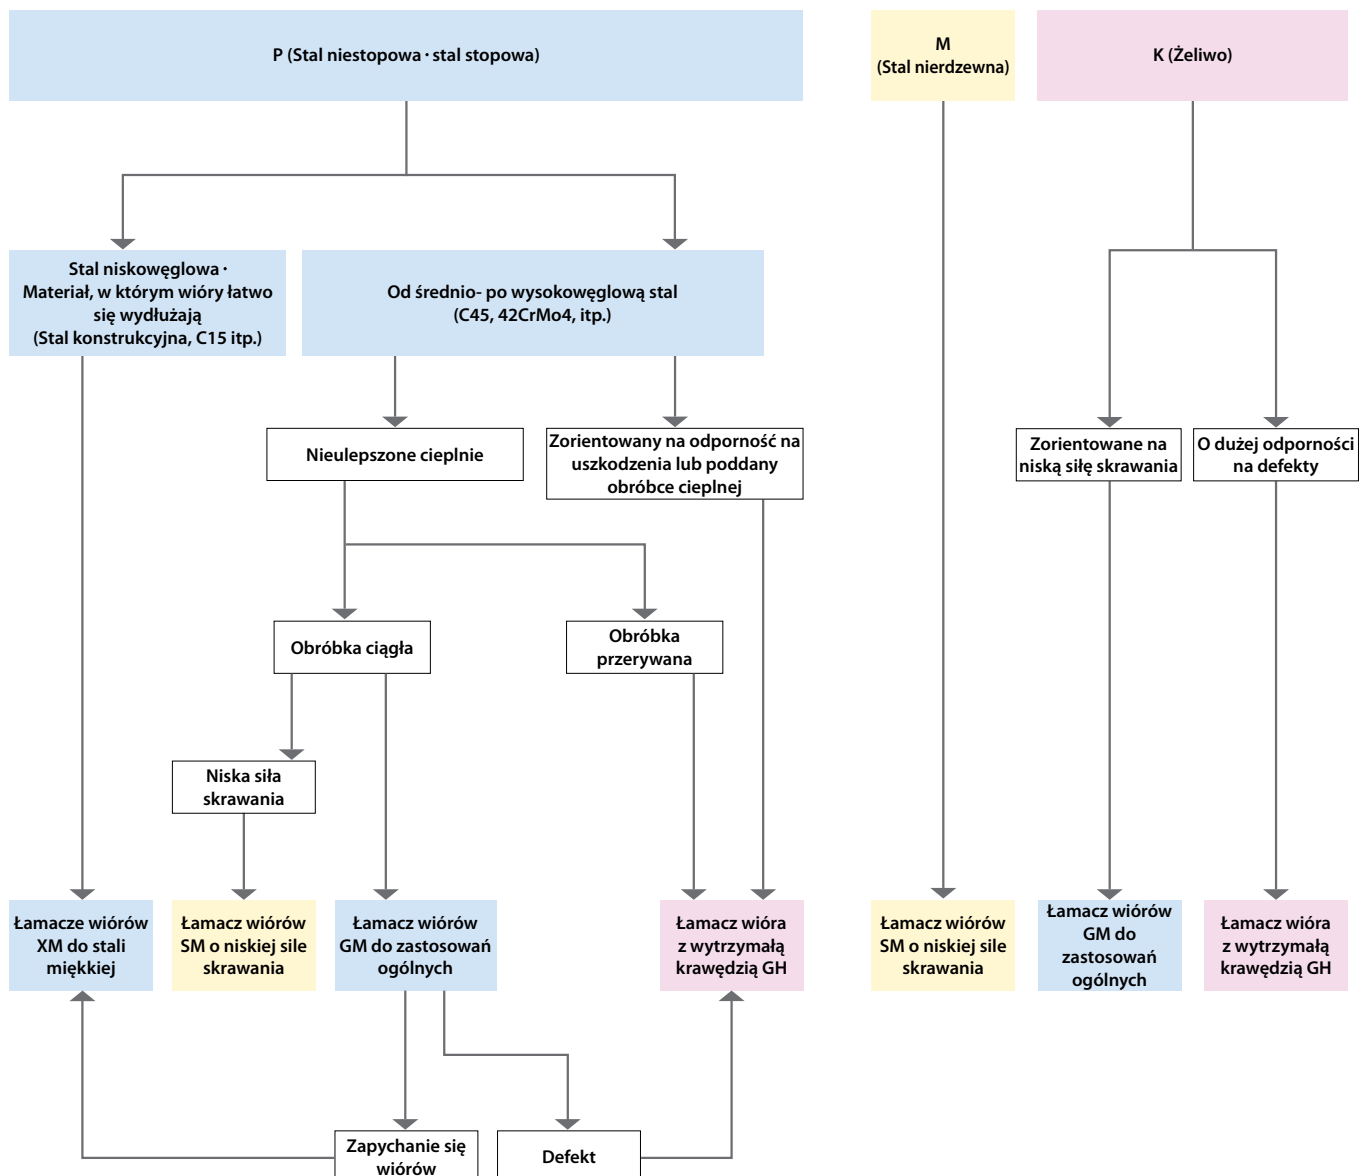 P (Stal niestopowa · stal stopowa)
M
(Stal nierdzewna)
K (Żeliwo)
Stal niskowęglowa ·
Materiał, w którym wióry łatwo
się wydłużają
(Stal konstrukcyjna, C15 itp.)
Od średnio- po wysokowęglową stal
(C45, 42CrMo4, itp.)
Nieulepszone cieplnie
Zorientowany na odporność na
uszkodzenia lub poddany
obróbce cieplnej
Zorientowane na
niską siłę skrawania
O dużej odporności
na defekty
Obróbka ciągła
Obróbka
przerywana
Niska siła
skrawania
Łamacze wiórów
XM do stali
miękkiej
Łamacz wiórów
SM o niskiej sile
skrawania
Łamacz wiórów
GM do zastosowań
ogólnych
Łamacz wióra
z wytrzymałą
krawędzią GH
Łamacz wiórów
SM o niskiej sile
skrawania
Łamacz wiórów
GM do
zastosowań
ogólnych
Łamacz wióra
z wytrzymałą
krawędzią GH
Zapychanie się
wiórów
Defekt